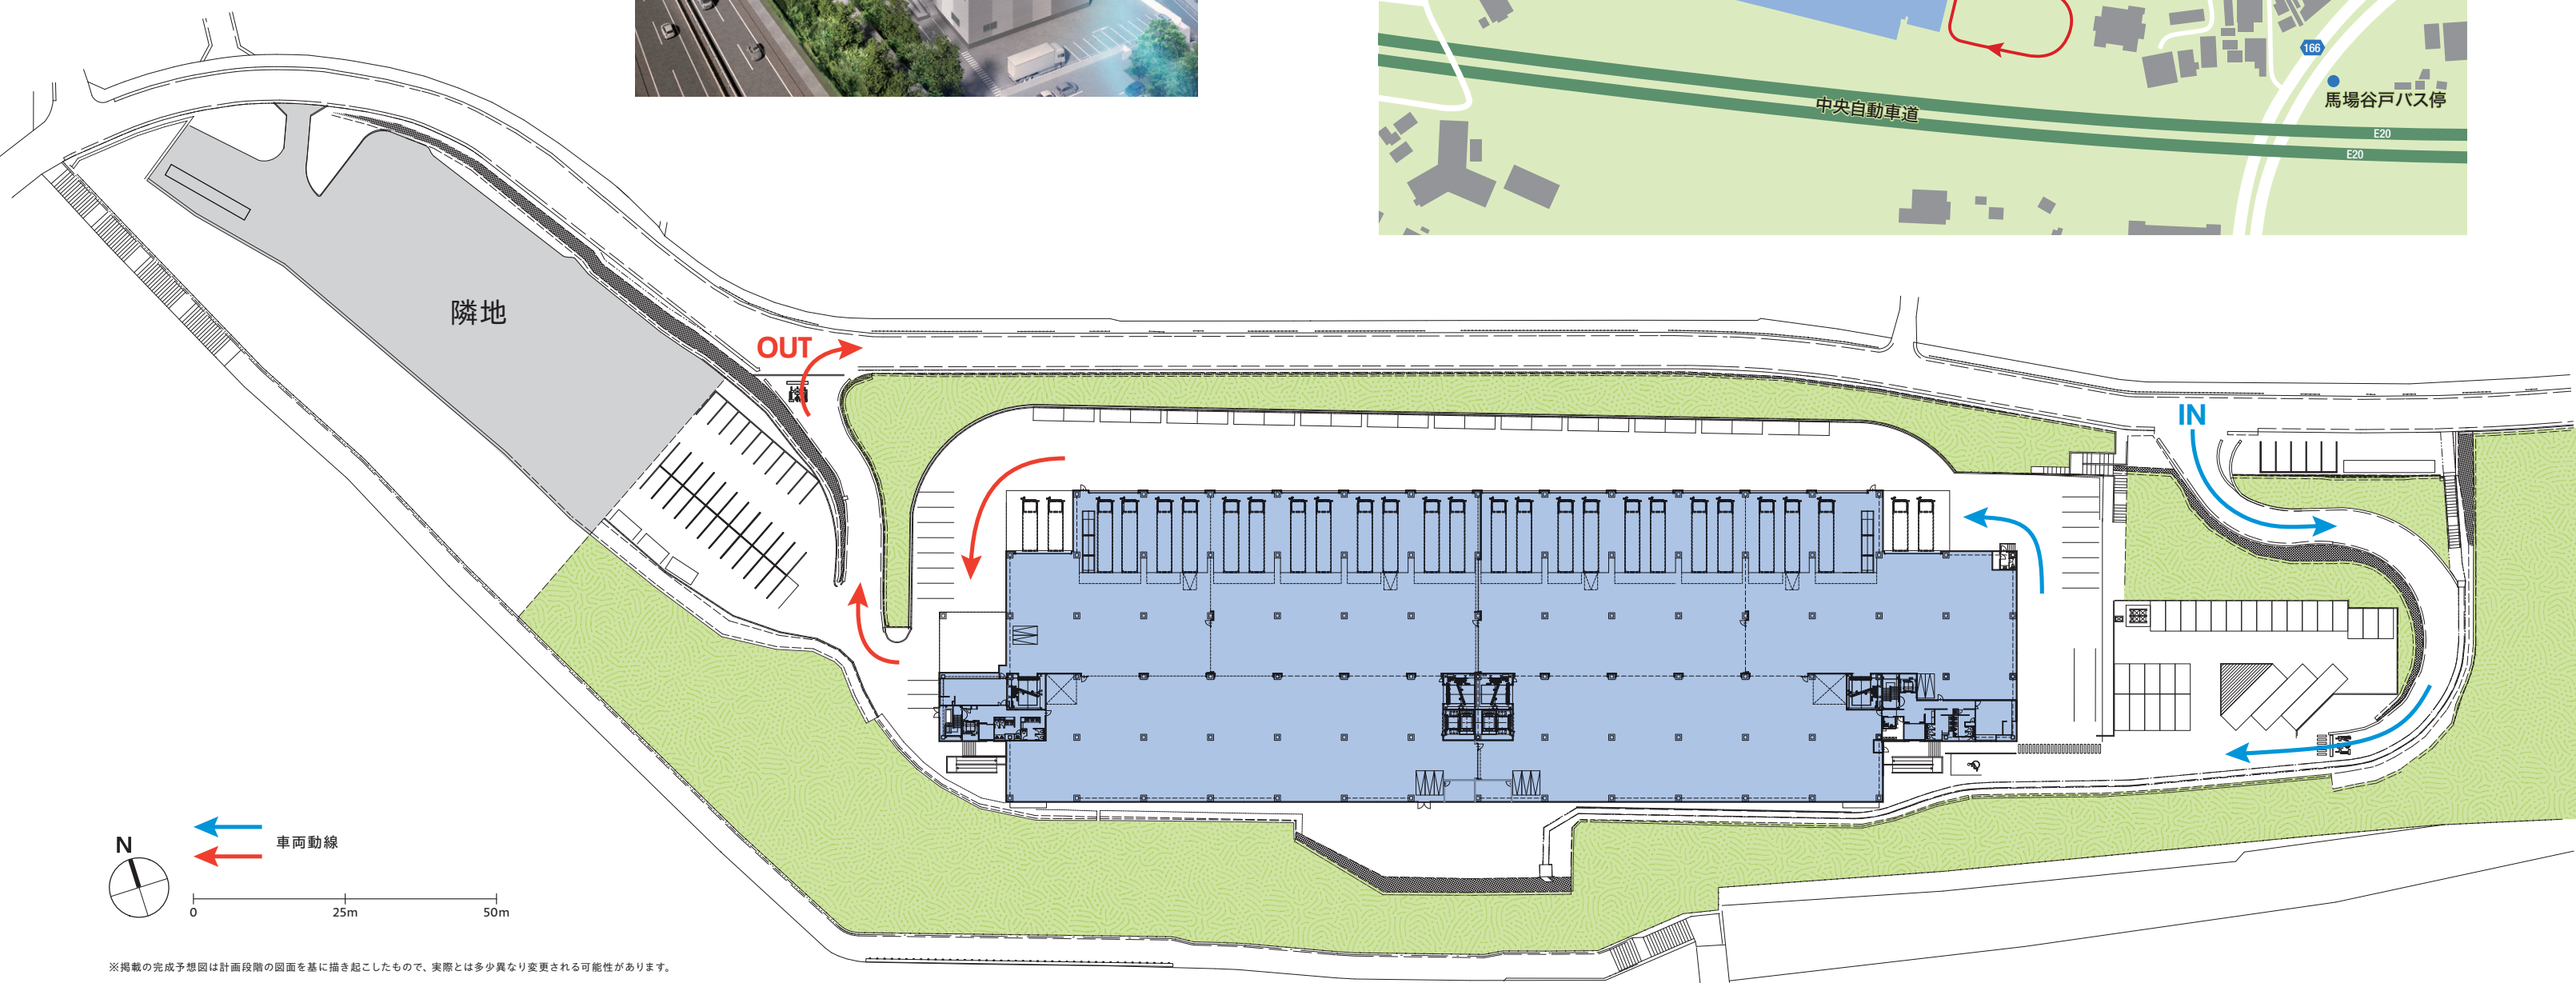 166
馬場谷戸バス停
中央自動車道
E20
E20
隣地
OUT
IN
N
車両動線
0
25m
50m
※掲載の完成予想図は計画段階の図面を基に描き起こしたもので、実際とは多少異なり変更される可能性があります。